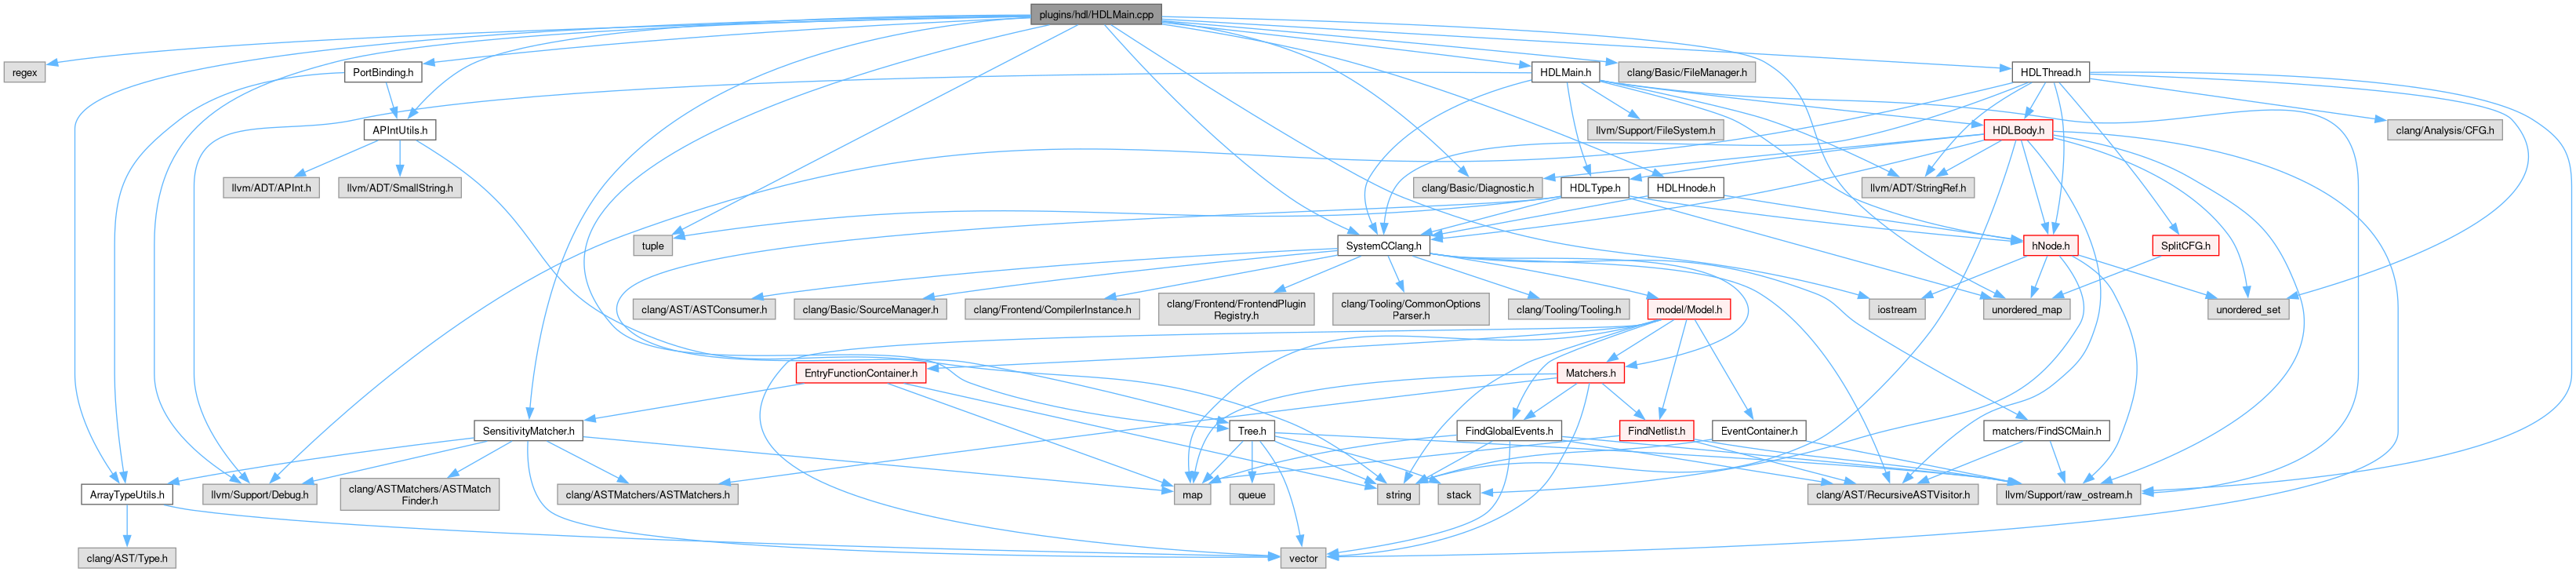 plugins/hdl/HDLMain.cpp
regex
PortBinding.h
HDLMain.h
clang/Basic/FileManager.h
HDLThread.h
APIntUtils.h
llvm/Support/FileSystem.h
HDLBody.h
clang/Analysis/CFG.h
llvm/ADT/APInt.h
llvm/ADT/SmallString.h
clang/Basic/Diagnostic.h
HDLType.h
HDLHnode.h
llvm/ADT/StringRef.h
tuple
SystemCClang.h
hNode.h
SplitCFG.h
clang/AST/ASTConsumer.h
clang/Basic/SourceManager.h
clang/Frontend/CompilerInstance.h
clang/Frontend/FrontendPlugin
Registry.h
clang/Tooling/CommonOptions
Parser.h
clang/Tooling/Tooling.h
model/Model.h
iostream
unordered_map
unordered_set
EntryFunctionContainer.h
Matchers.h
SensitivityMatcher.h
Tree.h
FindGlobalEvents.h
FindNetlist.h
EventContainer.h
matchers/FindSCMain.h
ArrayTypeUtils.h
llvm/Support/Debug.h
clang/ASTMatchers/ASTMatch
Finder.h
clang/ASTMatchers/ASTMatchers.h
map
queue
string
stack
clang/AST/RecursiveASTVisitor.h
llvm/Support/raw_ostream.h
clang/AST/Type.h
vector